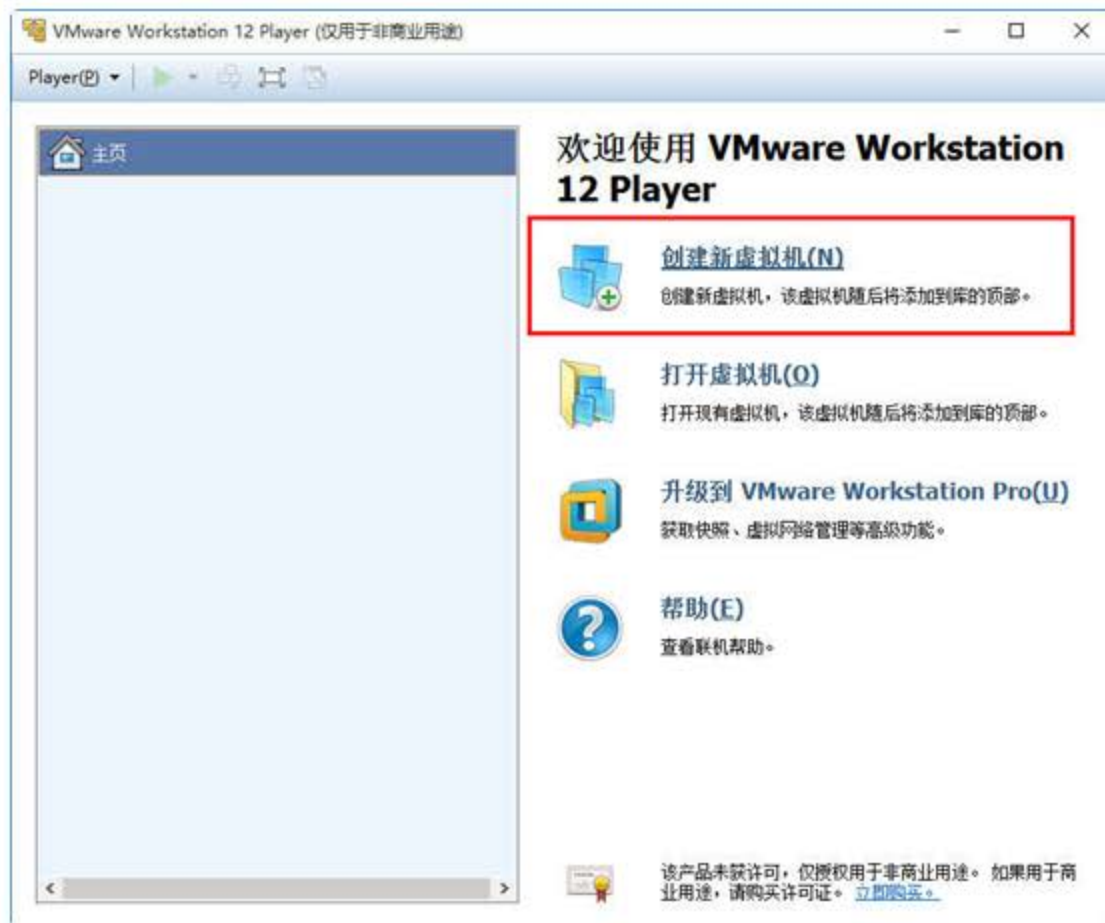 VMware Workstation 12 Player (仅用于非商业用途)
Player(P)
主页
欢迎使用 VMware Workstation
12 Player
创建新虚拟机(N)
创建新虚拟机，该虚拟机随后将添加到库的顶部。
打开虚拟机(O)
打开现有虚拟机，该虚拟机随后将添加到库的顶部。
升级到 VMware Workstation Pro(U)
获取快照、虚拟网络管理等高级功能。
帮助(E)
查看联机帮助。
该产品未获许可，仅授权用于非商业用途。 如果用于商
业用途，请购买许可证。 立即购买。